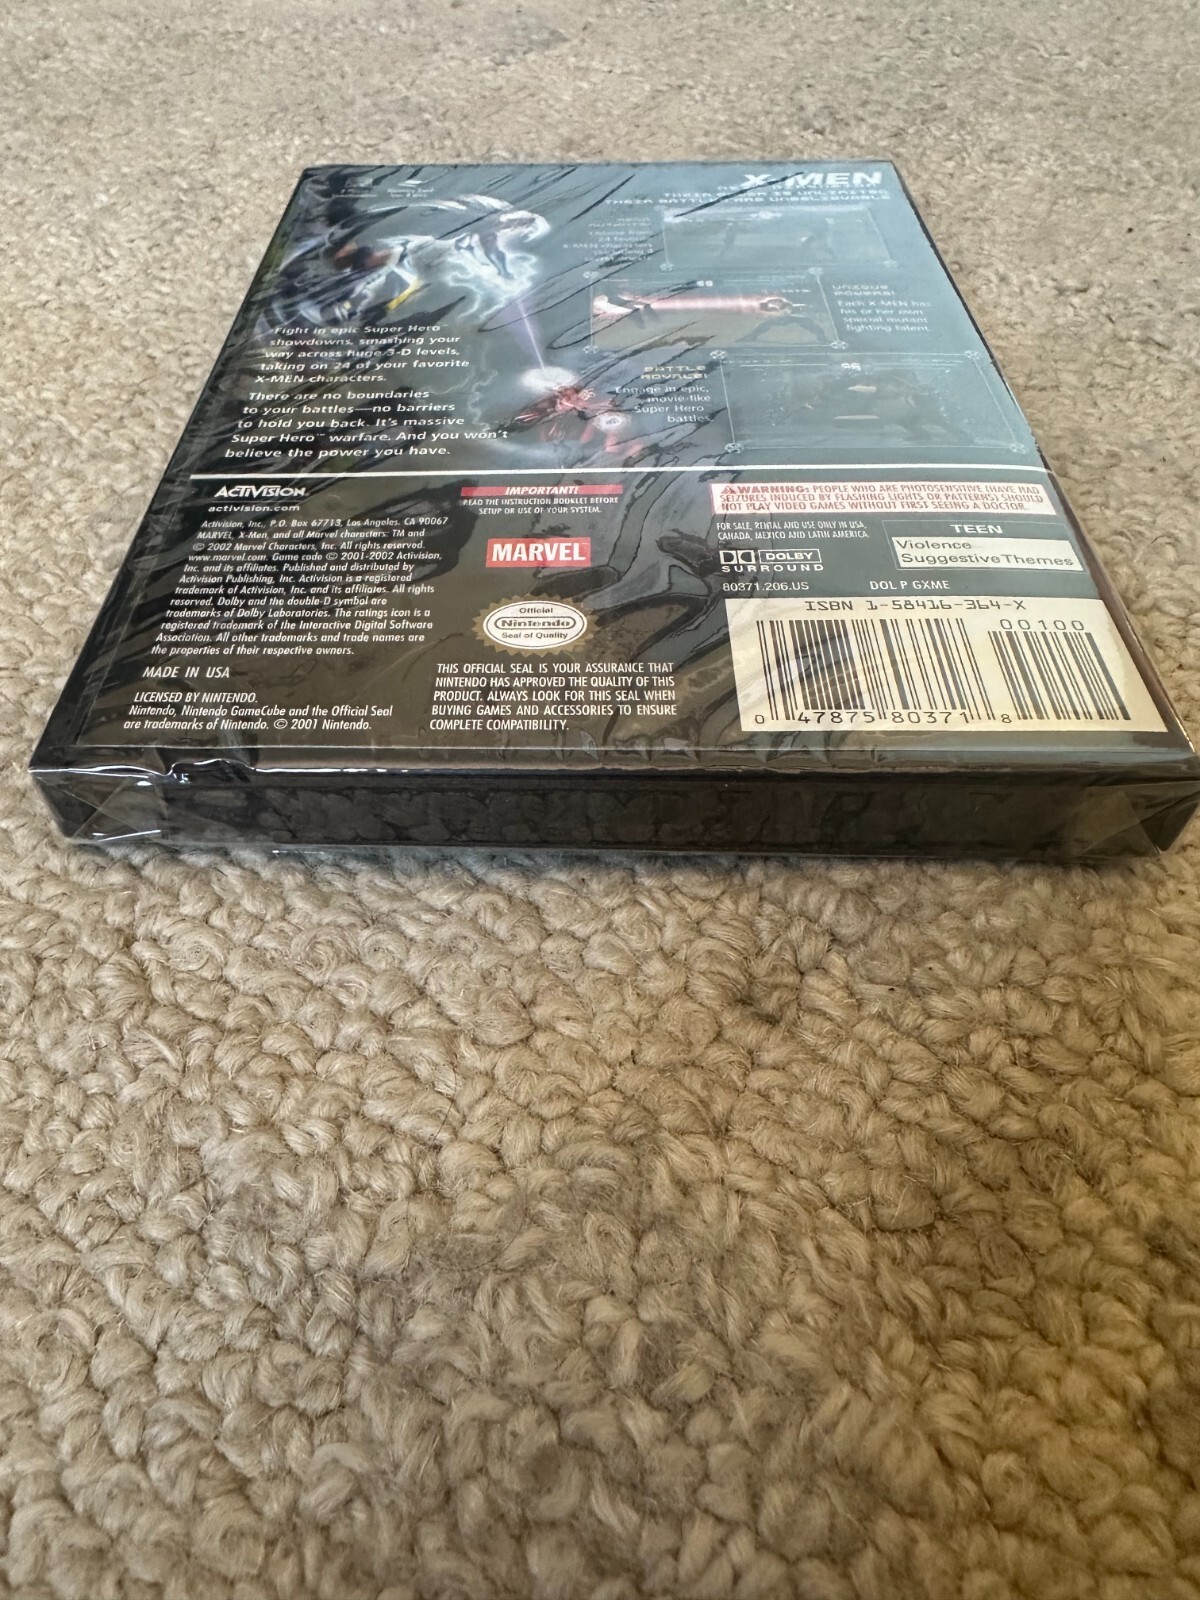 X-MEN
THEIR POWER IS UNLIMITED
THEIR BATTLES ARE UNBELIEVABLE
24
X-MEN characters
UNIQUE
POWERS!
Each X-MEN has
his or her own
special mutant
fighting talent.
BATTLE
ROYALE!
Engage in epic,
movie-like
Super Hero
battles.
Fight in epic Super Hero
showdowns, smashing your
way across huge 3-D levels,
taking on 24 of your favorite
X-MEN characters.
There are no boundaries
to your battles—no barriers
to hold you back. It's massive
Super Hero™ warfare. And you won't
believe the power you have.
ACTIVISION
activision.com
Activision, Inc., P.O. Box 67713, Los Angeles, CA 90067
MARVEL, X-Men, and all Marvel characters: TM and
© 2002 Marvel Characters, Inc. All rights reserved.
www.marvel.com. Game code © 2001-2002 Activision,
Inc. and its affiliates. Published and distributed by
Activision Publishing, Inc. Activision is a registered
trademark of Activision, Inc. and its affiliates. All rights
reserved. Dolby and the double-D symbol are
trademarks of Dolby Laboratories. The ratings icon is a
registered trademark of the Interactive Digital Software
Association. All other trademarks and trade names are
the properties of their respective owners.
MADE IN USA
LICENSED BY NINTENDO.
Nintendo, Nintendo GameCube and the Official Seal
are trademarks of Nintendo. © 2001 Nintendo.
IMPORTANT!
READ THE INSTRUCTION BOOKLET BEFORE
SETUP OR USE OF YOUR SYSTEM.
MARVEL
Official
Nintendo
Seal of Quality
THIS OFFICIAL SEAL IS YOUR ASSURANCE THAT
NINTENDO HAS APPROVED THE QUALITY OF THIS
PRODUCT. ALWAYS LOOK FOR THIS SEAL WHEN
BUYING GAMES AND ACCESSORIES TO ENSURE
COMPLETE COMPATIBILITY.
WARNING: PEOPLE WHO ARE PHOTOSENSITIVE (HAVE HAD
SEIZURES INDUCED BY FLASHING LIGHTS OR PATTERNS) SHOULD
NOT PLAY VIDEO GAMES WITHOUT FIRST SEEING A DOCTOR.
FOR SALE, RENTAL AND USE ONLY IN USA,
CANADA, MEXICO AND LATIN AMERICA.
DOLBY
SURROUND
TEEN
Violence
Suggestive Themes
80371.206.US
DOL P GXME
ISBN 1-58416-364-X
00100
0 47875 80371 8